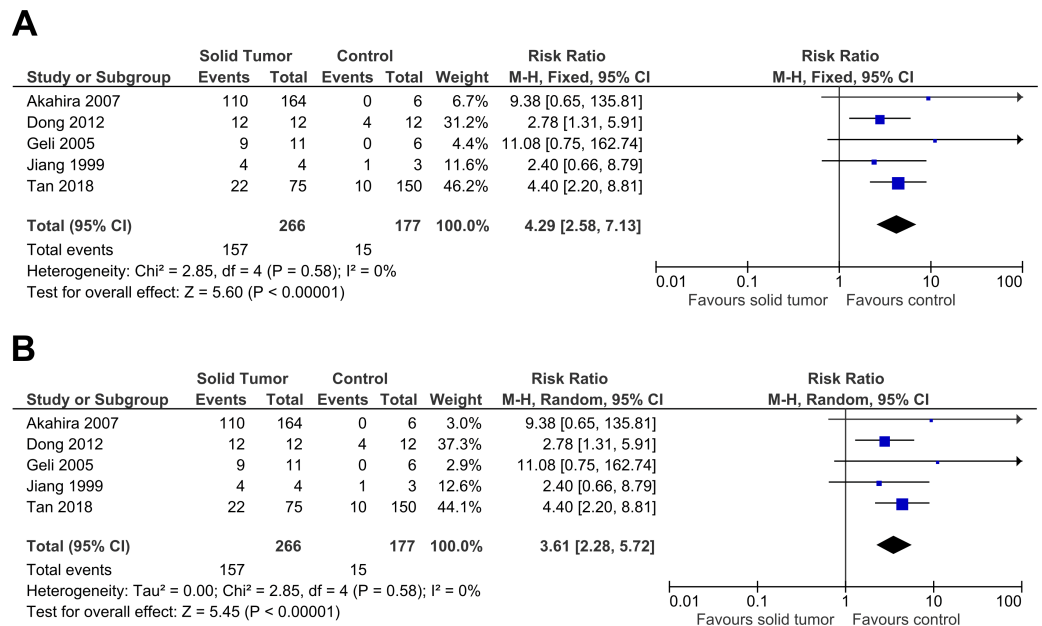 A
Solid Tumor Control Risk Ratio Risk Ratio
Study or Subgroup Events Total Events Total Weight M-H, Fixed, 95% CI M-H, Fixed, 95% CI
Akahira 2007 110 164 0 6 6.7% 9.38 [0.65, 135.81]
Dong 2012 12 12 4 12 31.2% 2.78 [1.31, 5.91]
Geli 2005 9 11 0 6 4.4% 11.08 [0.75, 162.74]
Jiang 1999 4 4 1 3 11.6% 2.40 [0.66, 8.79]
Tan 2018 22 75 10 150 46.2% 4.40 [2.20, 8.81]
Total (95% CI) 266 177 100.0% 4.29 [2.58, 7.13]
Total events 157 15
Heterogeneity: Chi² = 2.85, df = 4 (P = 0.58); I² = 0%
Test for overall effect: Z = 5.60 (P < 0.00001)
0.01 0.1 1 10 100
Favours solid tumor Favours control
B
Solid Tumor Control Risk Ratio Risk Ratio
Study or Subgroup Events Total Events Total Weight M-H, Random, 95% CI M-H, Random, 95% CI
Akahira 2007 110 164 0 6 3.0% 9.38 [0.65, 135.81]
Dong 2012 12 12 4 12 37.3% 2.78 [1.31, 5.91]
Geli 2005 9 11 0 6 2.9% 11.08 [0.75, 162.74]
Jiang 1999 4 4 1 3 12.6% 2.40 [0.66, 8.79]
Tan 2018 22 75 10 150 44.1% 4.40 [2.20, 8.81]
Total (95% CI) 266 177 100.0% 3.61 [2.28, 5.72]
Total events 157 15
Heterogeneity: Tau² = 0.00; Chi² = 2.85, df = 4 (P = 0.58); I² = 0%
Test for overall effect: Z = 5.45 (P < 0.00001)
0.01 0.1 1 10 100
Favours solid tumor Favours control